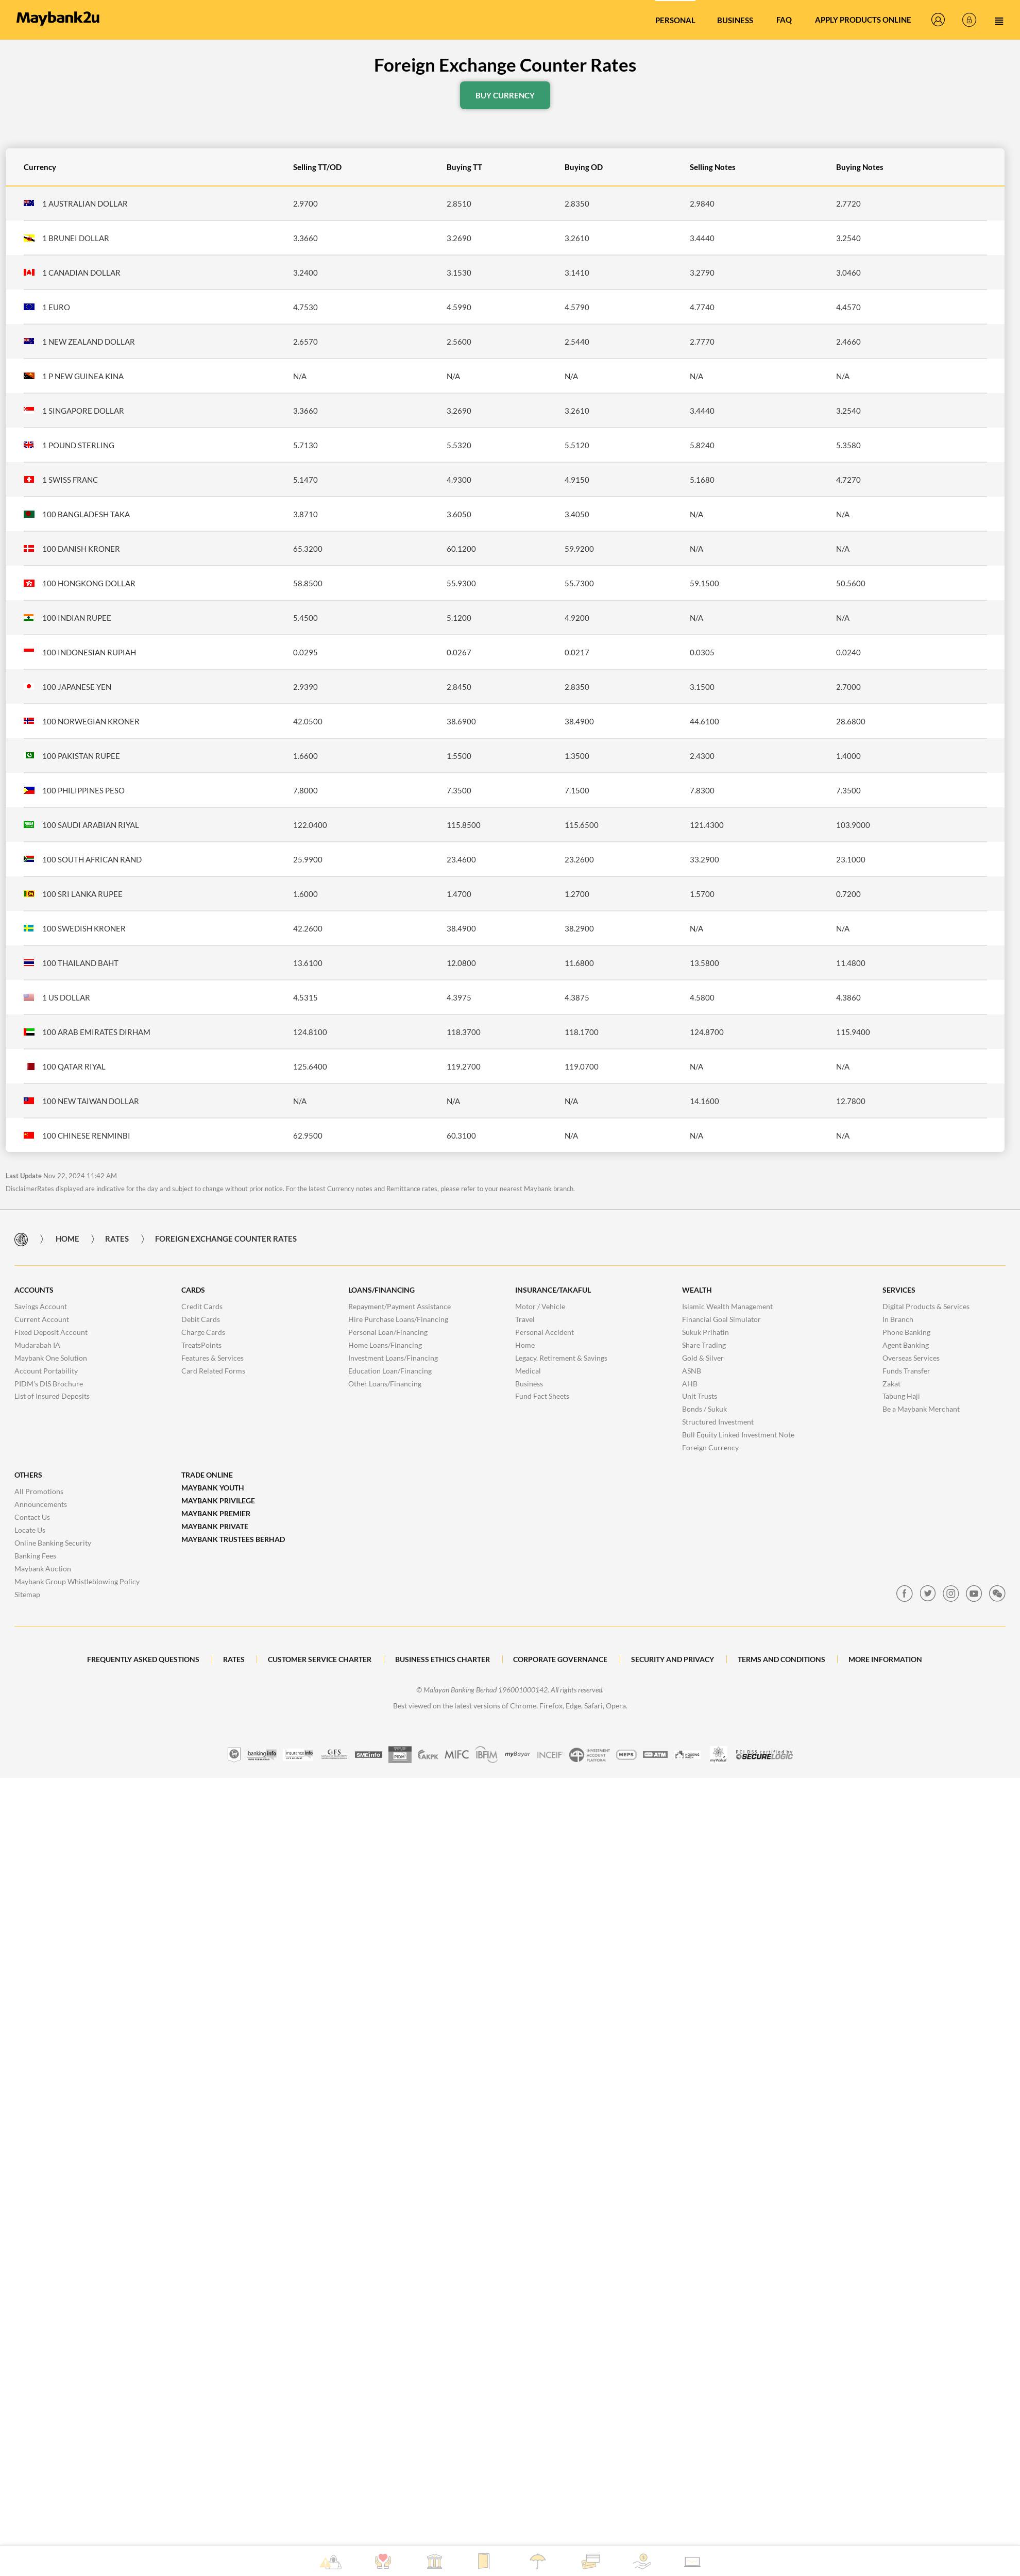 Maybank2u
PERSONAL BUSINESS FAQ APPLY PRODUCTS ONLINE
Foreign Exchange Counter Rates
BUY CURRENCY
Currency Selling TT/OD Buying TT Buying OD Selling Notes Buying Notes
1 AUSTRALIAN DOLLAR 2.9700 2.8510 2.8350 2.9840 2.7720
1 BRUNEI DOLLAR 3.3660 3.2690 3.2610 3.4440 3.2540
1 CANADIAN DOLLAR 3.2400 3.1530 3.1410 3.2790 3.0460
1 EURO 4.7530 4.5990 4.5790 4.7740 4.4570
1 NEW ZEALAND DOLLAR 2.6570 2.5600 2.5440 2.7770 2.4660
1 P NEW GUINEA KINA N/A N/A N/A N/A N/A
1 SINGAPORE DOLLAR 3.3660 3.2690 3.2610 3.4440 3.2540
1 POUND STERLING 5.7130 5.5320 5.5120 5.8240 5.3580
1 SWISS FRANC 5.1470 4.9300 4.9150 5.1680 4.7270
100 BANGLADESH TAKA 3.8710 3.6050 3.4050 N/A N/A
100 DANISH KRONER 65.3200 60.1200 59.9200 N/A N/A
100 HONGKONG DOLLAR 58.8500 55.9300 55.7300 59.1500 50.5600
100 INDIAN RUPEE 5.4500 5.1200 4.9200 N/A N/A
100 INDONESIAN RUPIAH 0.0295 0.0267 0.0217 0.0305 0.0240
100 JAPANESE YEN 2.9390 2.8450 2.8350 3.1500 2.7000
100 NORWEGIAN KRONER 42.0500 38.6900 38.4900 44.6100 28.6800
100 PAKISTAN RUPEE 1.6600 1.5500 1.3500 2.4300 1.4000
100 PHILIPPINES PESO 7.8000 7.3500 7.1500 7.8300 7.3500
100 SAUDI ARABIAN RIYAL 122.0400 115.8500 115.6500 121.4300 103.9000
100 SOUTH AFRICAN RAND 25.9900 23.4600 23.2600 33.2900 23.1000
100 SRI LANKA RUPEE 1.6000 1.4700 1.2700 1.5700 0.7200
100 SWEDISH KRONER 42.2600 38.4900 38.2900 N/A N/A
100 THAILAND BAHT 13.6100 12.0800 11.6800 13.5800 11.4800
1 US DOLLAR 4.5315 4.3975 4.3875 4.5800 4.3860
100 ARAB EMIRATES DIRHAM 124.8100 118.3700 118.1700 124.8700 115.9400
100 QATAR RIYAL 125.6400 119.2700 119.0700 N/A N/A
100 NEW TAIWAN DOLLAR N/A N/A N/A 14.1600 12.7800
100 CHINESE RENMINBI 62.9500 60.3100 N/A N/A N/A
Last Update Nov 22, 2024 11:42 AM
DisclaimerRates displayed are indicative for the day and subject to change without prior notice. For the latest Currency notes and Remittance rates, please refer to your nearest Maybank branch.
HOME RATES FOREIGN EXCHANGE COUNTER RATES
ACCOUNTS
Savings Account
Current Account
Fixed Deposit Account
Mudarabah IA
Maybank One Solution
Account Portability
PIDM's DIS Brochure
List of Insured Deposits
CARDS
Credit Cards
Debit Cards
Charge Cards
TreatsPoints
Features & Services
Card Related Forms
LOANS/FINANCING
Repayment/Payment Assistance
Hire Purchase Loans/Financing
Personal Loan/Financing
Home Loans/Financing
Investment Loans/Financing
Education Loan/Financing
Other Loans/Financing
INSURANCE/TAKAFUL
Motor / Vehicle
Travel
Personal Accident
Home
Legacy, Retirement & Savings
Medical
Business
Fund Fact Sheets
WEALTH
Islamic Wealth Management
Financial Goal Simulator
Sukuk Prihatin
Share Trading
Gold & Silver
ASNB
AHB
Unit Trusts
Bonds / Sukuk
Structured Investment
Bull Equity Linked Investment Note
Foreign Currency
SERVICES
Digital Products & Services
In Branch
Phone Banking
Agent Banking
Overseas Services
Funds Transfer
Zakat
Tabung Haji
Be a Maybank Merchant
OTHERS
All Promotions
Announcements
Contact Us
Locate Us
Online Banking Security
Banking Fees
Maybank Auction
Maybank Group Whistleblowing Policy
Sitemap
TRADE ONLINE
MAYBANK YOUTH
MAYBANK PRIVILEGE
MAYBANK PREMIER
MAYBANK PRIVATE
MAYBANK TRUSTEES BERHAD
FREQUENTLY ASKED QUESTIONS RATES CUSTOMER SERVICE CHARTER BUSINESS ETHICS CHARTER CORPORATE GOVERNANCE SECURITY AND PRIVACY TERMS AND CONDITIONS MORE INFORMATION
© Malayan Banking Berhad 196001000142, All rights reserved.
Best viewed on the latest versions of Chrome, Firefox, Edge, Safari, Opera.
bankinginfo insuranceinfo OFS SMEinfo PIDM AKPK MIFC IBFIM myBayar INCEIF INVESTMENT ACCOUNT PLATFORM MEPS ATM SECURELOGIC